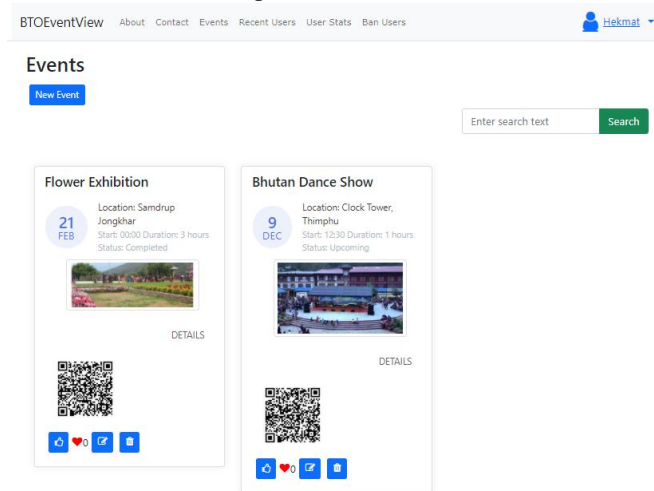 BTOEventView About Contact Events Recent Users User Stats Ban Users Hekmat
Events
New Event
Enter search text Search
Flower Exhibition
21
FEB
Location: Samdrup
Jongkhar
Start: 00:00 Duration: 3 hours
Status: Completed
DETAILS
0
Bhutan Dance Show
9
DEC
Location: Clock Tower,
Thimphu
Start: 12:30 Duration: 1 hours
Status: Upcoming
DETAILS
0